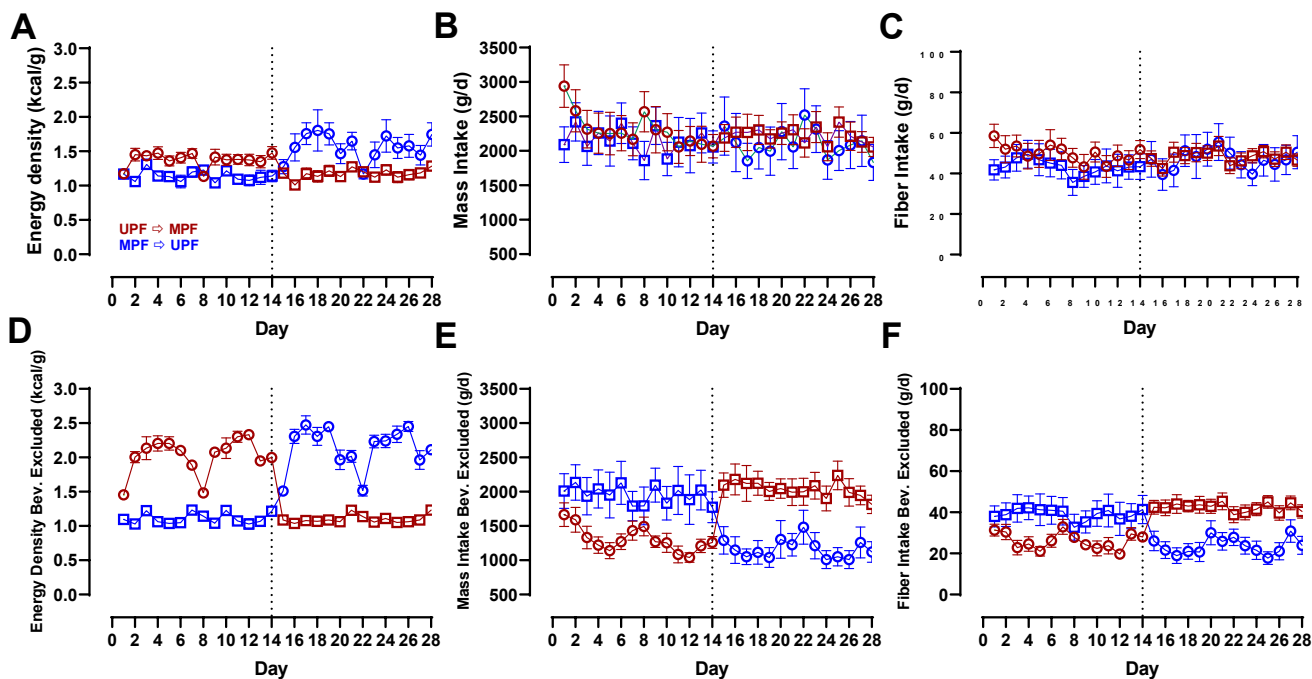 A
Energy density (kcal/g)
3.0
2.5
2.0
1.5
1.0
0.5
0.0
UPF ⇨ MPF
MPF ⇨ UPF
0 2 4 6 8 10 12 14 16 18 20 22 24 26 28
Day
B
Mass Intake (g/d)
3500
3000
2500
2000
1500
1000
500
0 2 4 6 8 10 12 14 16 18 20 22 24 26 28
Day
C
Fiber Intake (g/d)
100
80
60
40
20
0
0 2 4 6 8 10 12 14 16 18 20 22 24 26 28
Day
D
Energy Density Bev. Excluded (kcal/g)
3.0
2.5
2.0
1.5
1.0
0.5
0.0
0 2 4 6 8 10 12 14 16 18 20 22 24 26 28
Day
E
Mass Intake Bev. Excluded (g/d)
3500
3000
2500
2000
1500
1000
500
0 2 4 6 8 10 12 14 16 18 20 22 24 26 28
Day
F
Fiber Intake Bev. Excluded (g/d)
100
80
60
40
20
0
0 2 4 6 8 10 12 14 16 18 20 22 24 26 28
Day